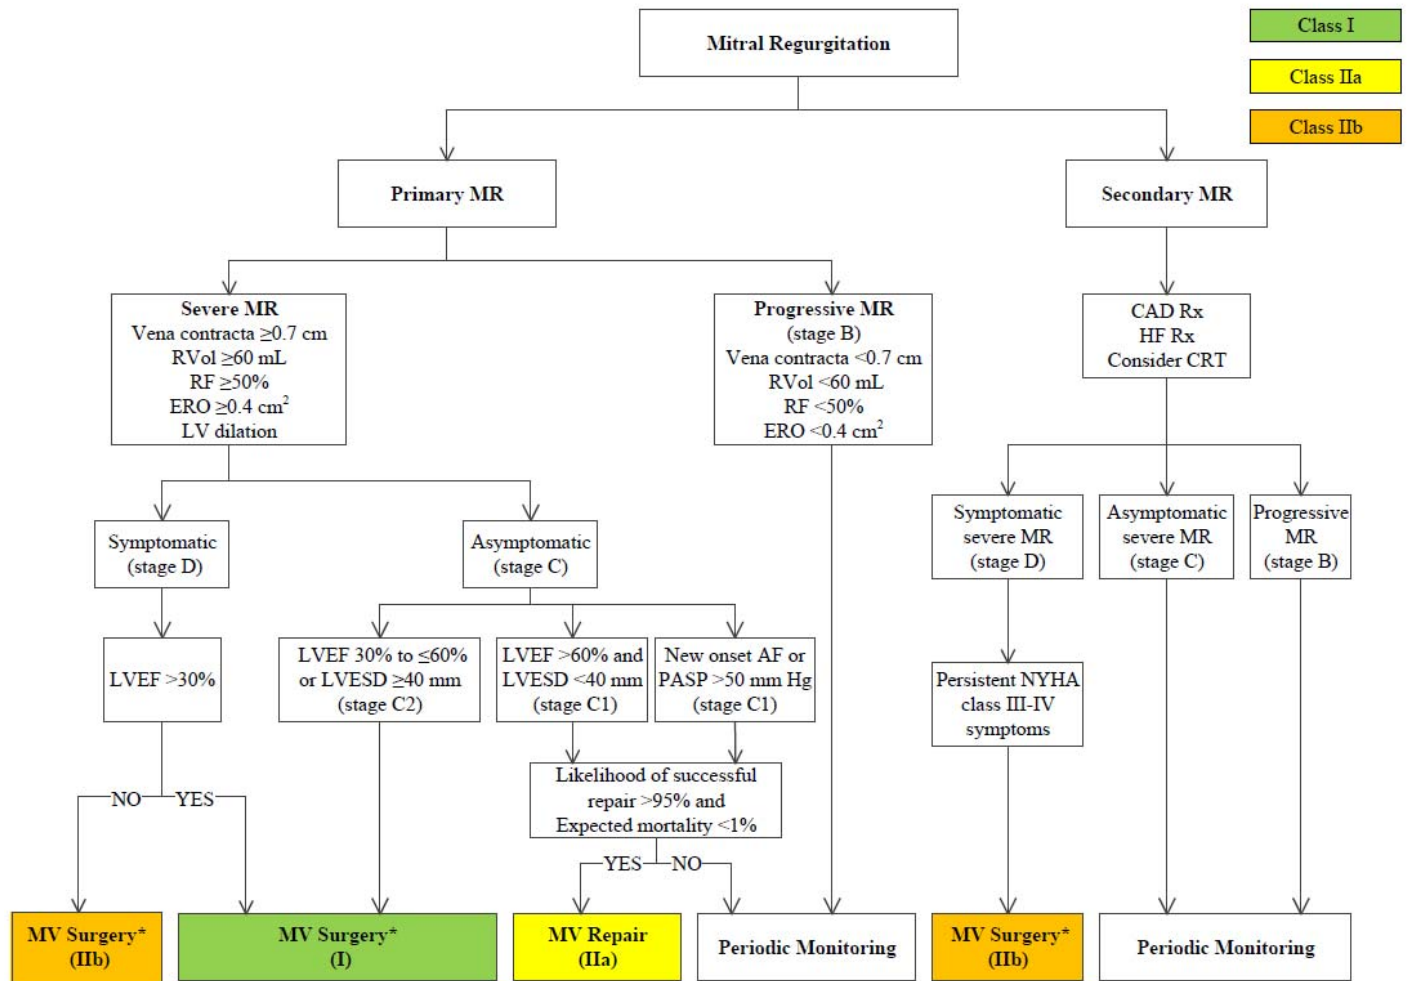 Mitral Regurgitation
Class I
Class IIa
Class IIb
Primary MR
Secondary MR
Severe MR
Vena contracta ≥0.7 cm
RVol ≥60 mL
RF ≥50%
ERO ≥0.4 cm²
LV dilation
Progressive MR
(stage B)
Vena contracta <0.7 cm
RVol <60 mL
RF <50%
ERO <0.4 cm²
CAD Rx
HF Rx
Consider CRT
Symptomatic
(stage D)
Asymptomatic
(stage C)
Symptomatic
severe MR
(stage D)
Asymptomatic
severe MR
(stage C)
Progressive
MR
(stage B)
LVEF >30%
LVEF 30% to ≤60%
or LVESD ≥40 mm
(stage C2)
LVEF >60% and
LVESD <40 mm
(stage C1)
New onset AF or
PASP >50 mm Hg
(stage C1)
Persistent NYHA
class III-IV
symptoms
Likelihood of successful
repair >95% and
Expected mortality <1%
NO
YES
YES
NO
MV Surgery*
(IIb)
MV Surgery*
(I)
MV Repair
(IIa)
Periodic Monitoring
MV Surgery*
(IIb)
Periodic Monitoring